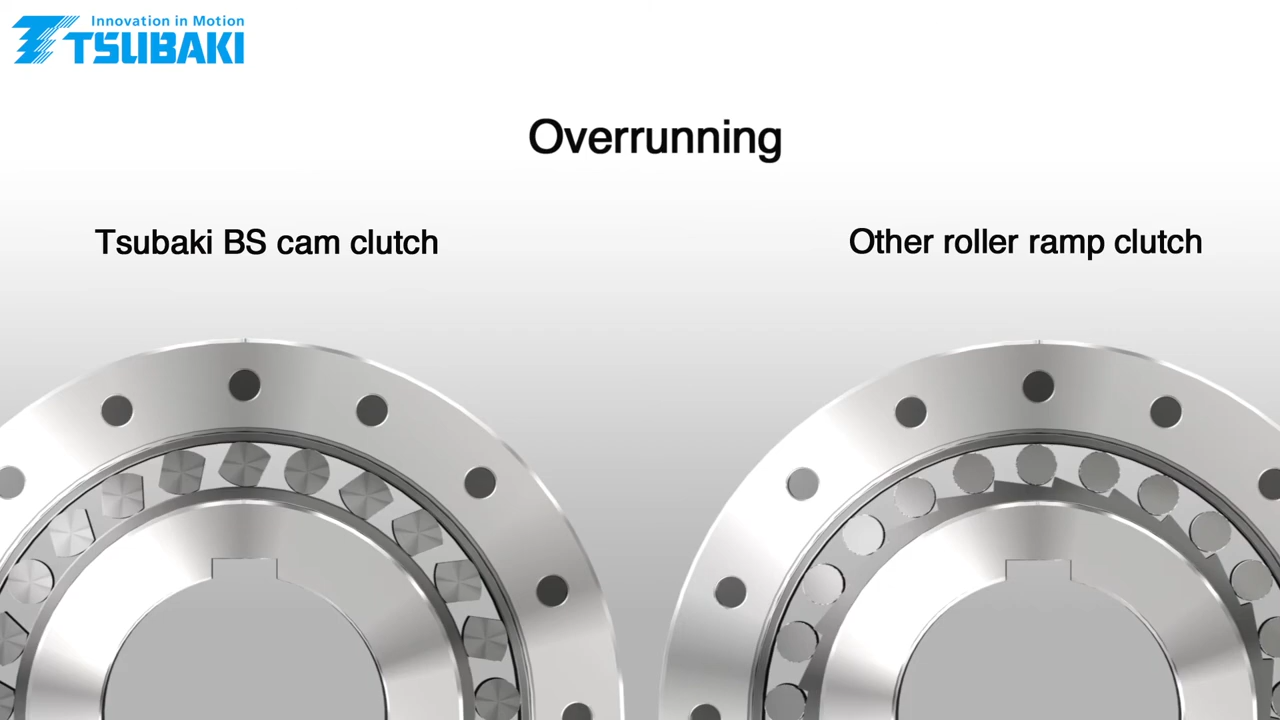 Innovation in Motion
TSUBAKI
Overrunning
Tsubaki BS cam clutch
Other roller ramp clutch